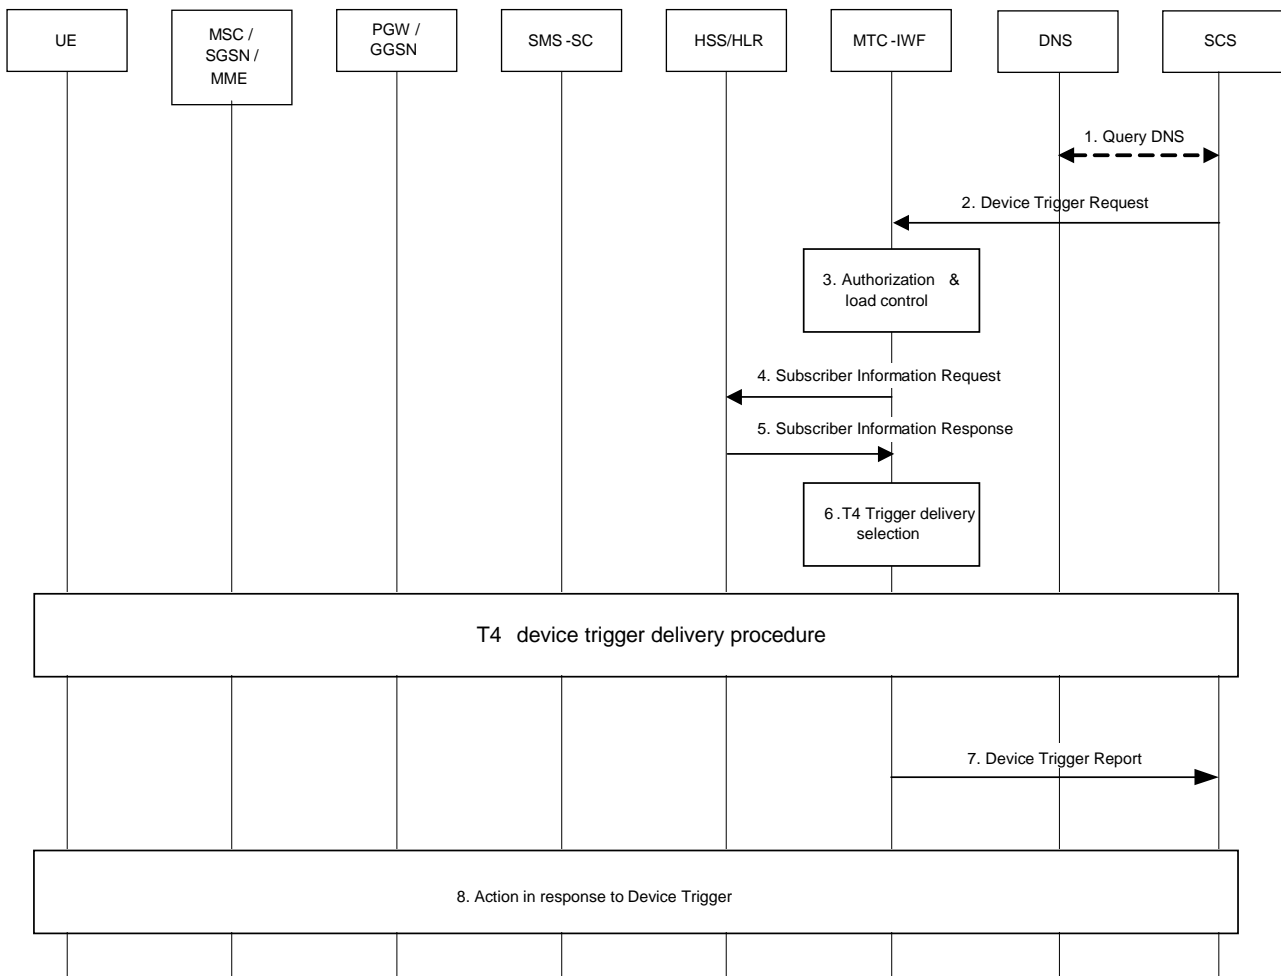 UE
MSC /
SGSN /
MME
PGW /
GGSN
SMS -SC
HSS/HLR
MTC -IWF
DNS
SCS
1. Query DNS
2. Device Trigger Request
3. Authorization &
load control
4. Subscriber Information Request
5. Subscriber Information Response
6.T4 Trigger delivery
selection
T4 device trigger delivery procedure
7. Device Trigger Report
8. Action in response to Device Trigger